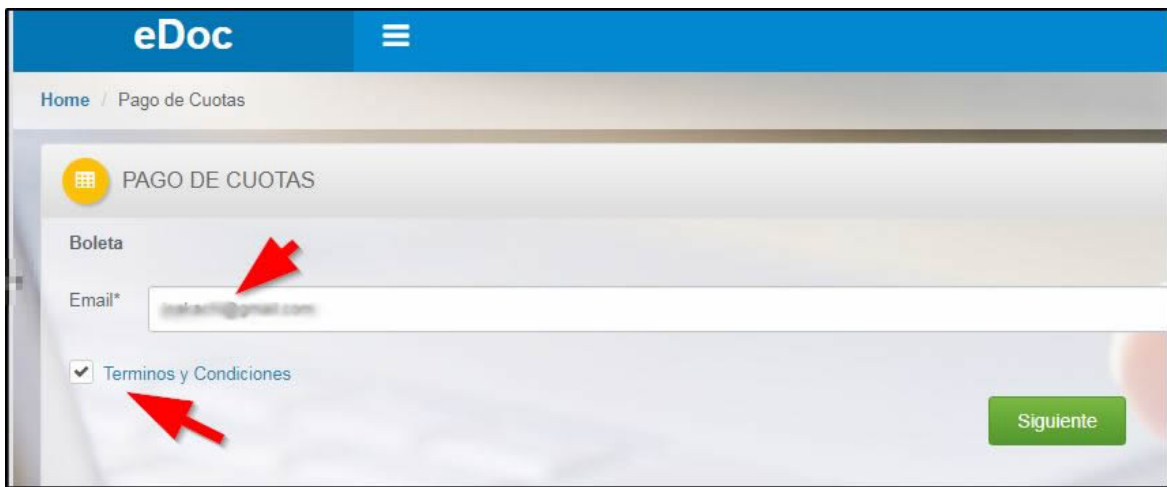 eDoc
Home / Pago de Cuotas
PAGO DE CUOTAS
Boleta
Email*
Terminos y Condiciones
Siguiente